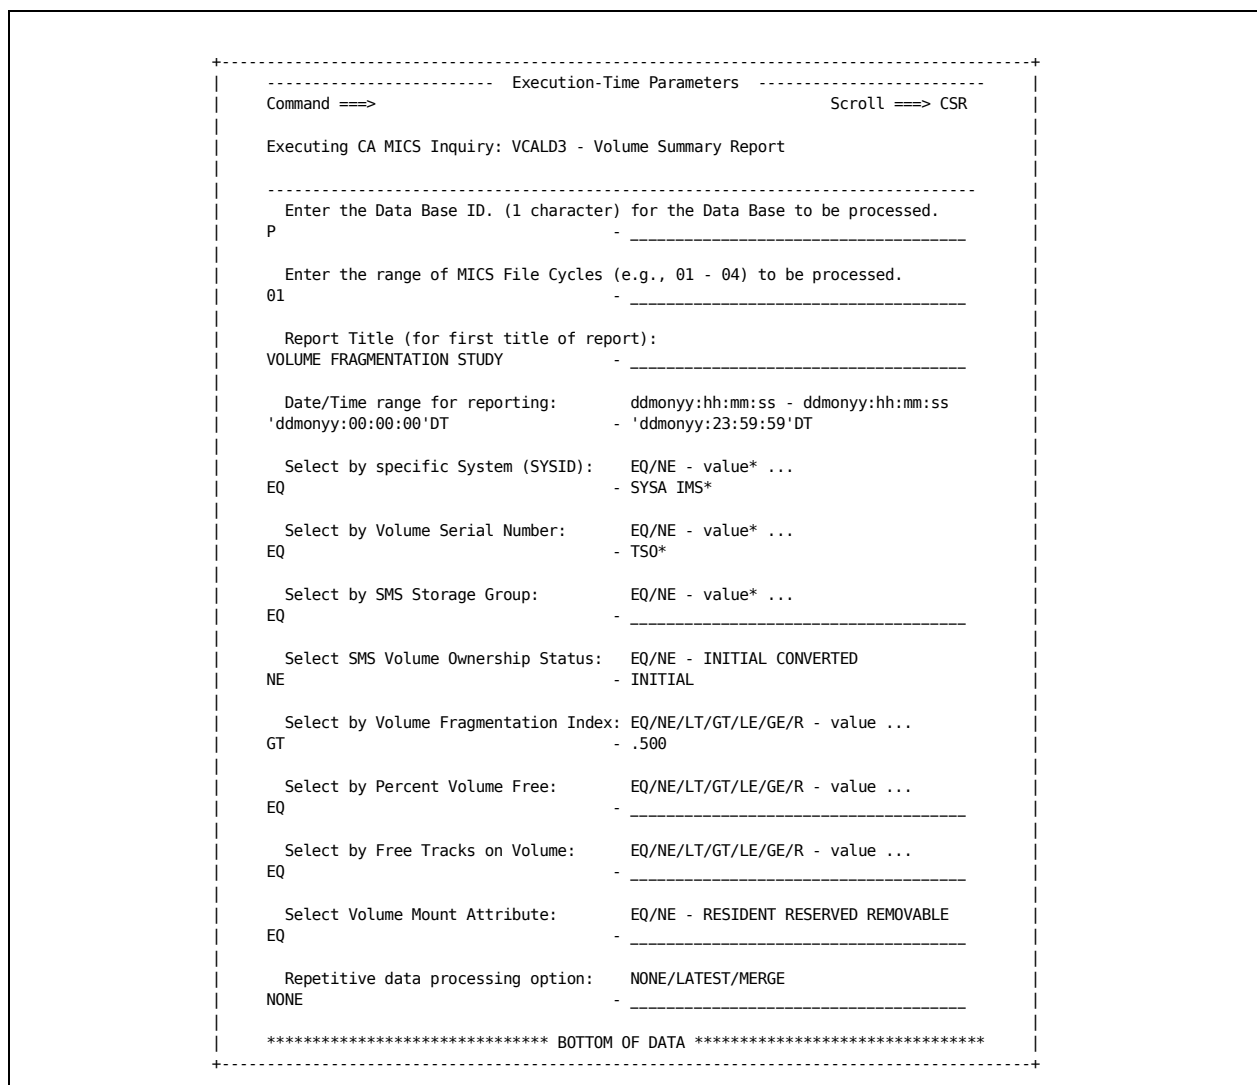 +-----------------------------------------------------------------------------------------+
| ------------------------- Execution-Time Parameters ------------------------- |
| Command ===> Scroll ===> CSR |
| |
| Executing CA MICS Inquiry: VCALD3 - Volume Summary Report |
| |
| ------------------------------------------------------------------------------ |
| Enter the Data Base ID. (1 character) for the Data Base to be processed. |
| P - _____________________________________ |
| |
| Enter the range of MICS File Cycles (e.g., 01 - 04) to be processed. |
| 01 - _____________________________________ |
| |
| Report Title (for first title of report): |
| VOLUME FRAGMENTATION STUDY - _____________________________________ |
| |
| Date/Time range for reporting: ddmonyy:hh:mm:ss - ddmonyy:hh:mm:ss |
| 'ddmonyy:00:00:00'DT - 'ddmonyy:23:59:59'DT |
| |
| Select by specific System (SYSID): EQ/NE - value* ... |
| EQ - SYSA IMS* |
| |
| Select by Volume Serial Number: EQ/NE - value* ... |
| EQ - TSO* |
| |
| Select by SMS Storage Group: EQ/NE - value* ... |
| EQ - _____________________________________ |
| |
| Select SMS Volume Ownership Status: EQ/NE - INITIAL CONVERTED |
| NE - INITIAL |
| |
| Select by Volume Fragmentation Index: EQ/NE/LT/GT/LE/GE/R - value ... |
| GT - .500 |
| |
| Select by Percent Volume Free: EQ/NE/LT/GT/LE/GE/R - value ... |
| EQ - _____________________________________ |
| |
| Select by Free Tracks on Volume: EQ/NE/LT/GT/LE/GE/R - value ... |
| EQ - _____________________________________ |
| |
| Select Volume Mount Attribute: EQ/NE - RESIDENT RESERVED REMOVABLE |
| EQ - _____________________________________ |
| |
| Repetitive data processing option: NONE/LATEST/MERGE |
| NONE - _____________________________________ |
| |
| ******************************* BOTTOM OF DATA ******************************** |
+-----------------------------------------------------------------------------------------+